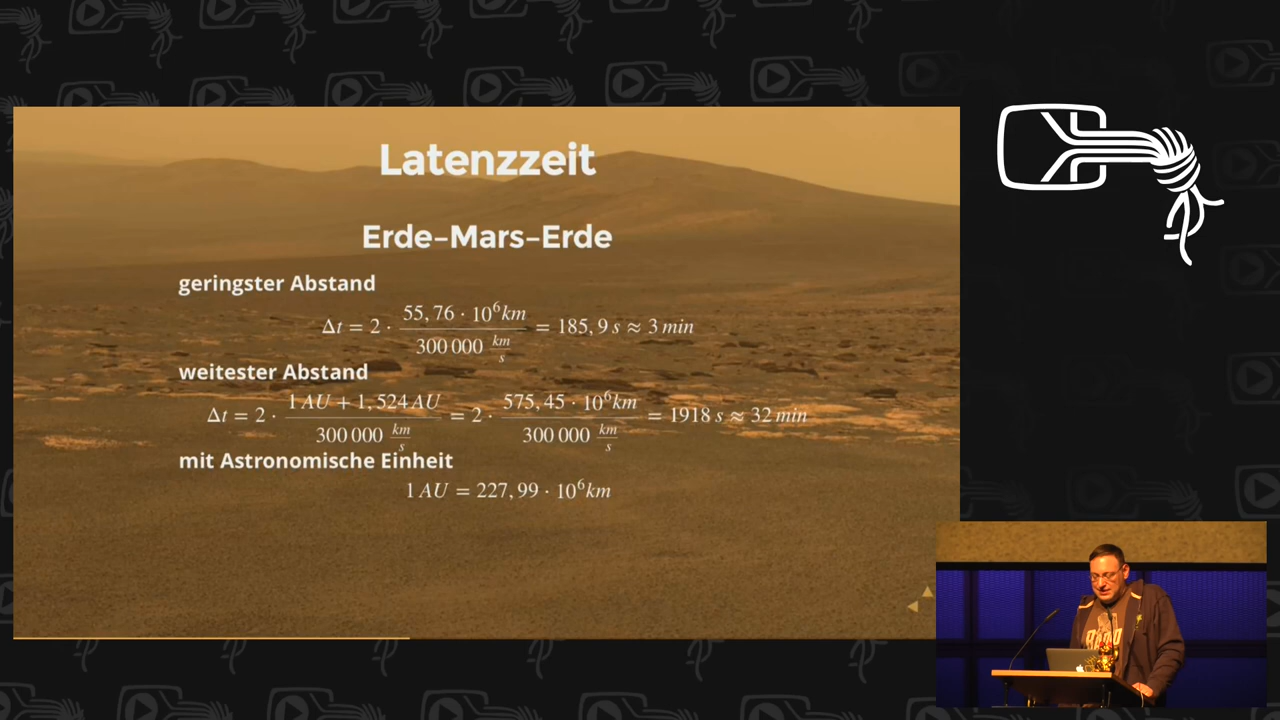 Latenzzeit
Erde–Mars–Erde
geringster Abstand
Δt = 2 · 55,76 · 10⁶km / 300 000 km/s = 185,9 s ≈ 3 min
weitester Abstand
Δt = 2 · 1 AU + 1,524 AU / 300 000 km/s = 2 · 575,45 · 10⁶km / 300 000 km/s = 1918 s ≈ 32 min
mit Astronomische Einheit
1 AU = 227,99 · 10⁶km